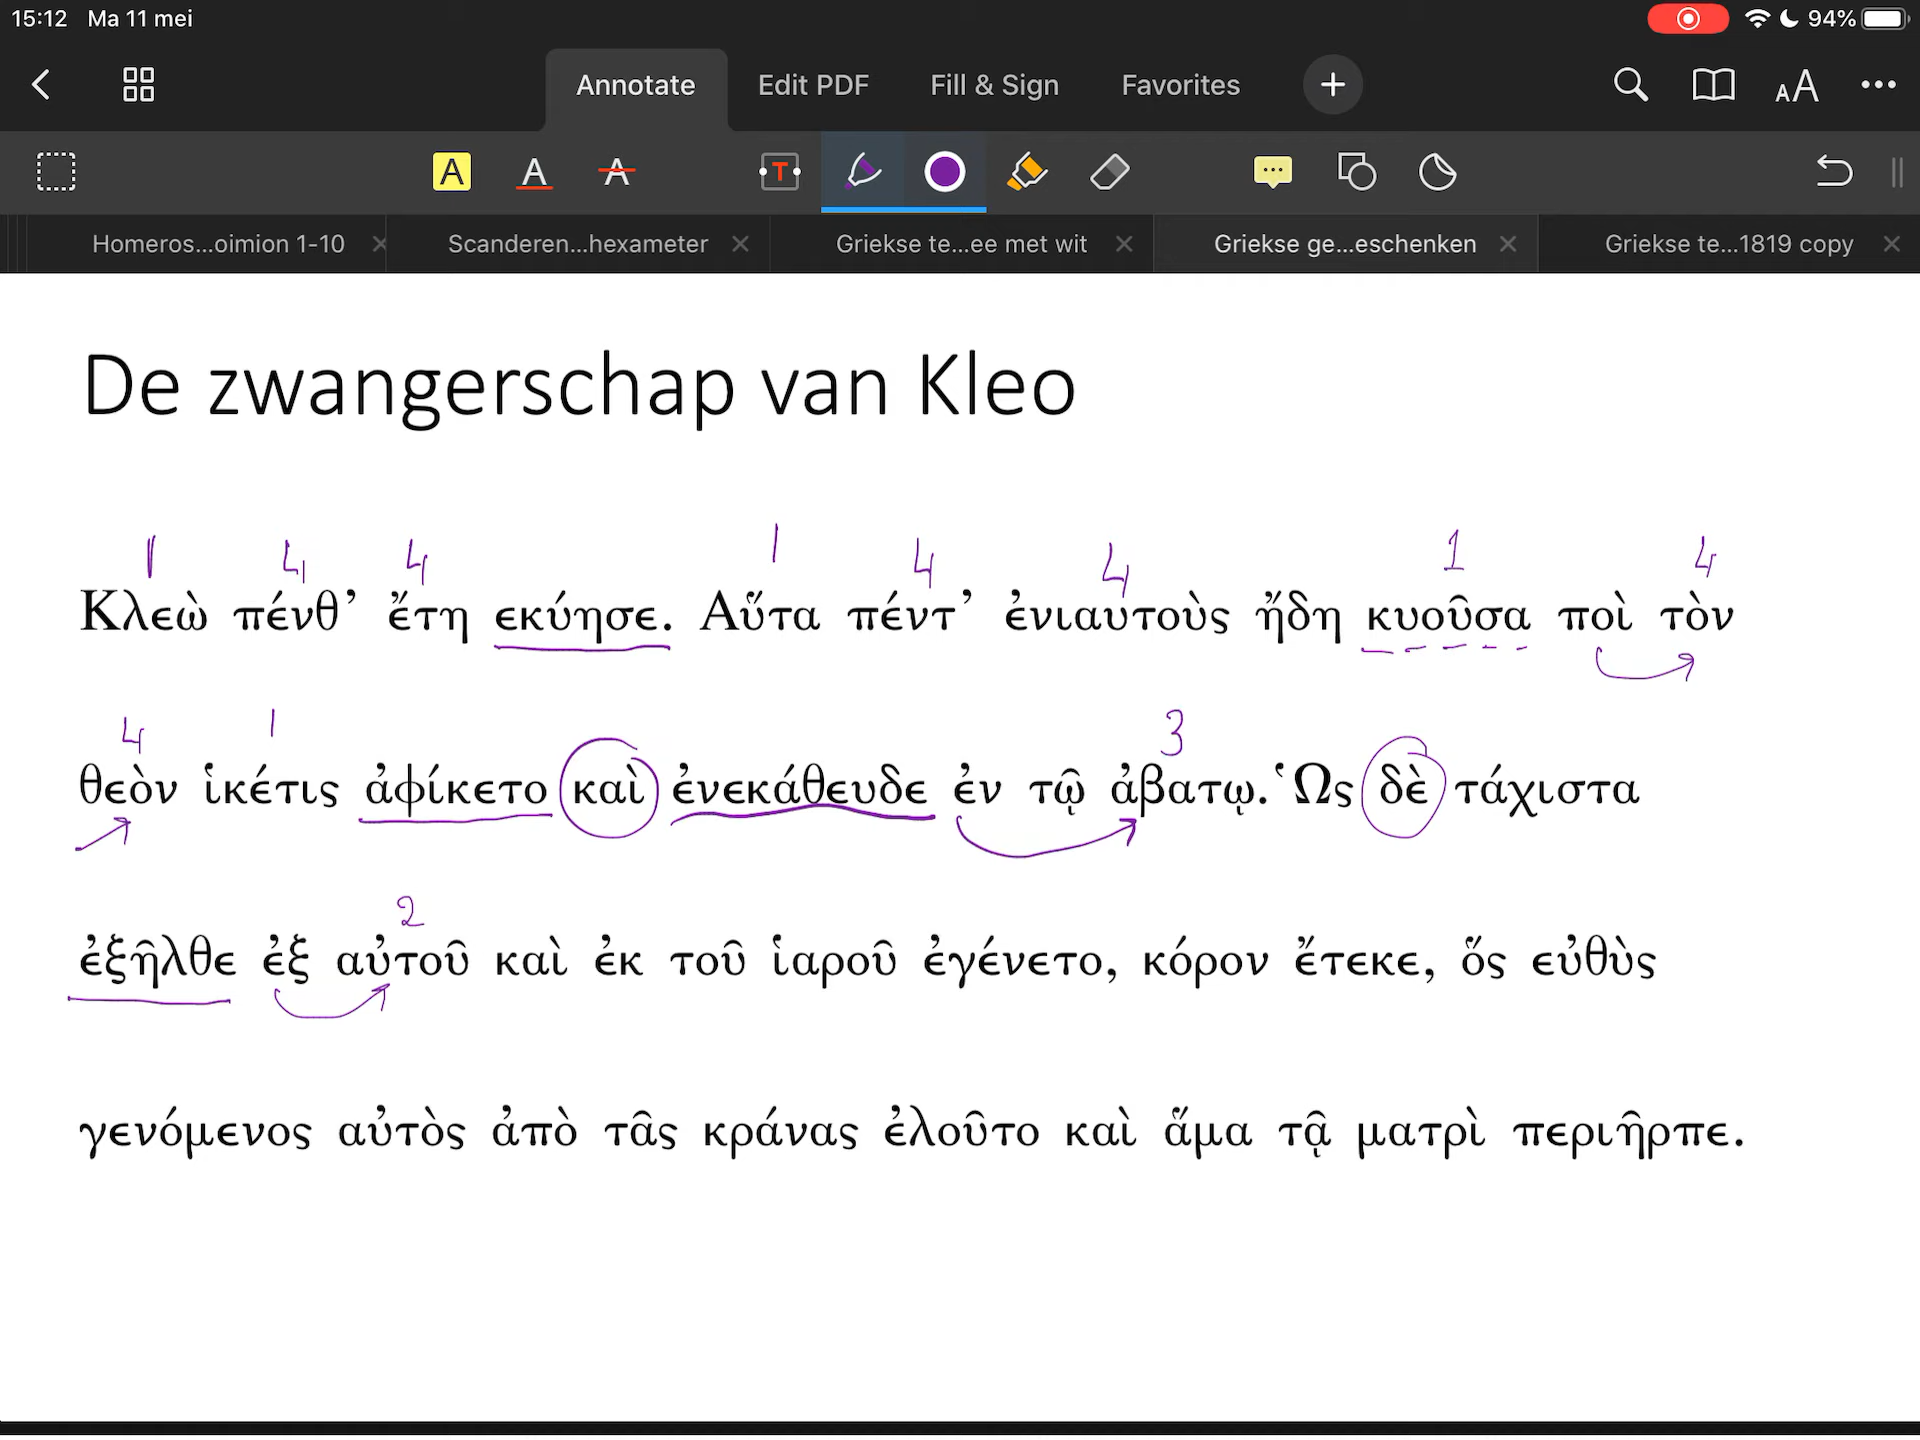 15:12 Ma 11 mei 94%
Annotate Edit PDF Fill & Sign Favorites
A A A T AA
Homeros...oimion 1-10 Scanderen...hexameter Griekse te...ee met wit Griekse ge...eschenken Griekse te...1819 copy
De zwangerschap van Kleo
1 4 4 1 4 4 1 4
Κλεὼ πένθ’ ἔτη εκύησε. Αὕτα πέντ’ ἐνιαυτοὺς ἤδη κυοῦσα ποὶ τὸν
4 1 3
θεὸν ἱκέτις ἀφίκετο καὶ ἐνεκάθευδε ἐν τῷ ἀβατῳ. Ὡς δὲ τάχιστα
2
ἐξῆλθε ἐξ αὐτοῦ καὶ ἐκ τοῦ ἱαροῦ ἐγένετο, κόρον ἔτεκε, ὅς εὐθὺς
γενόμενος αὐτὸς ἀπὸ τᾶς κράνας ἐλοῦτο καὶ ἅμα τᾷ ματρὶ περιῆρπε.